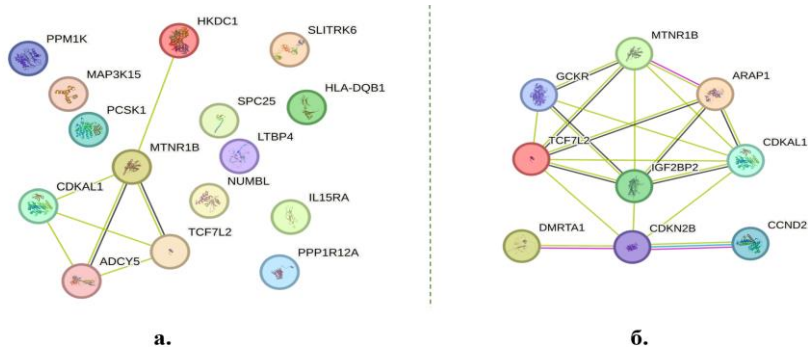 HKDC1
PPM1K
SLITRK6
MAP3K15
HLA-DQB1
PCSK1
SPC25
LTBP4
MTNR1B
CDKAL1
NUMBL
IL15RA
TCF7L2
ADCY5
PPP1R12A
а.
MTNR1B
GCKR
ARAP1
TCF7L2
CDKAL1
IGF2BP2
DMRTA1
CDKN2B
CCND2
б.